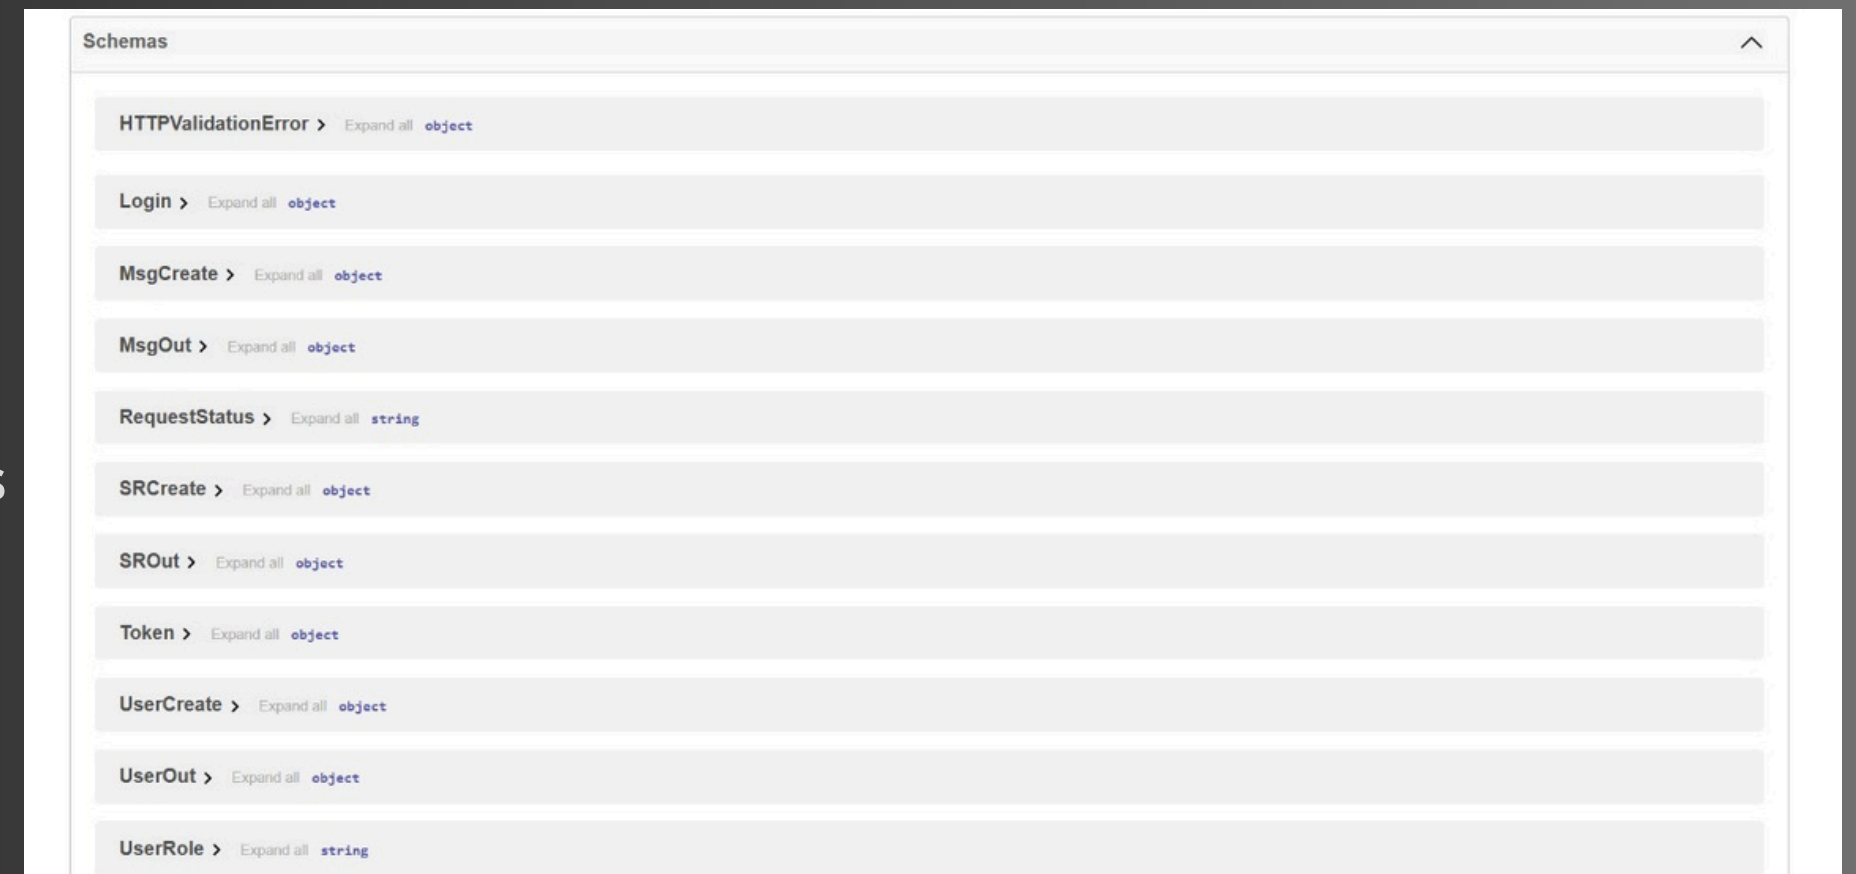 Schemas
HTTPValidationError > Expand all object
Login > Expand all object
MsgCreate > Expand all object
MsgOut > Expand all object
RequestStatus > Expand all string
SRCreate > Expand all object
SROut > Expand all object
Token > Expand all object
UserCreate > Expand all object
UserOut > Expand all object
UserRole > Expand all string